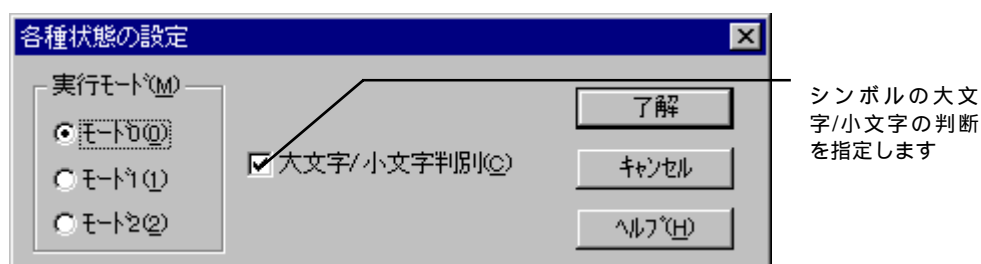 各種状態の設定
実行ﾓｰﾄﾞ(M)
ﾓｰﾄﾞ0(0)
ﾓｰﾄﾞ1(1)
ﾓｰﾄﾞ2(2)
大文字/小文字判別(C)
了解
ｷｬﾝｾﾙ
ﾍﾙﾌﾟ(H)
シンボルの大文
字/小文字の判断
を指定します